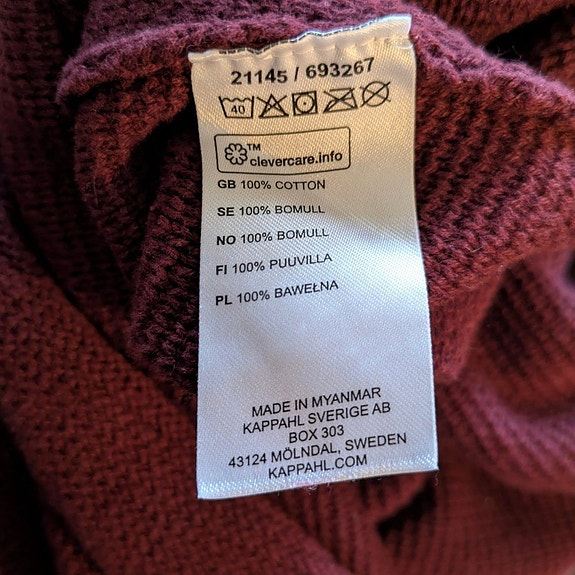 21145 / 693267
40
™
clevercare.info
GB 100% COTTON
SE 100% BOMULL
NO 100% BOMULL
FI 100% PUUVILLA
PL 100% BAWEŁNA
MADE IN MYANMAR
KAPPAHL SVERIGE AB
BOX 303
43124 MÖLNDAL, SWEDEN
KAPPAHL.COM